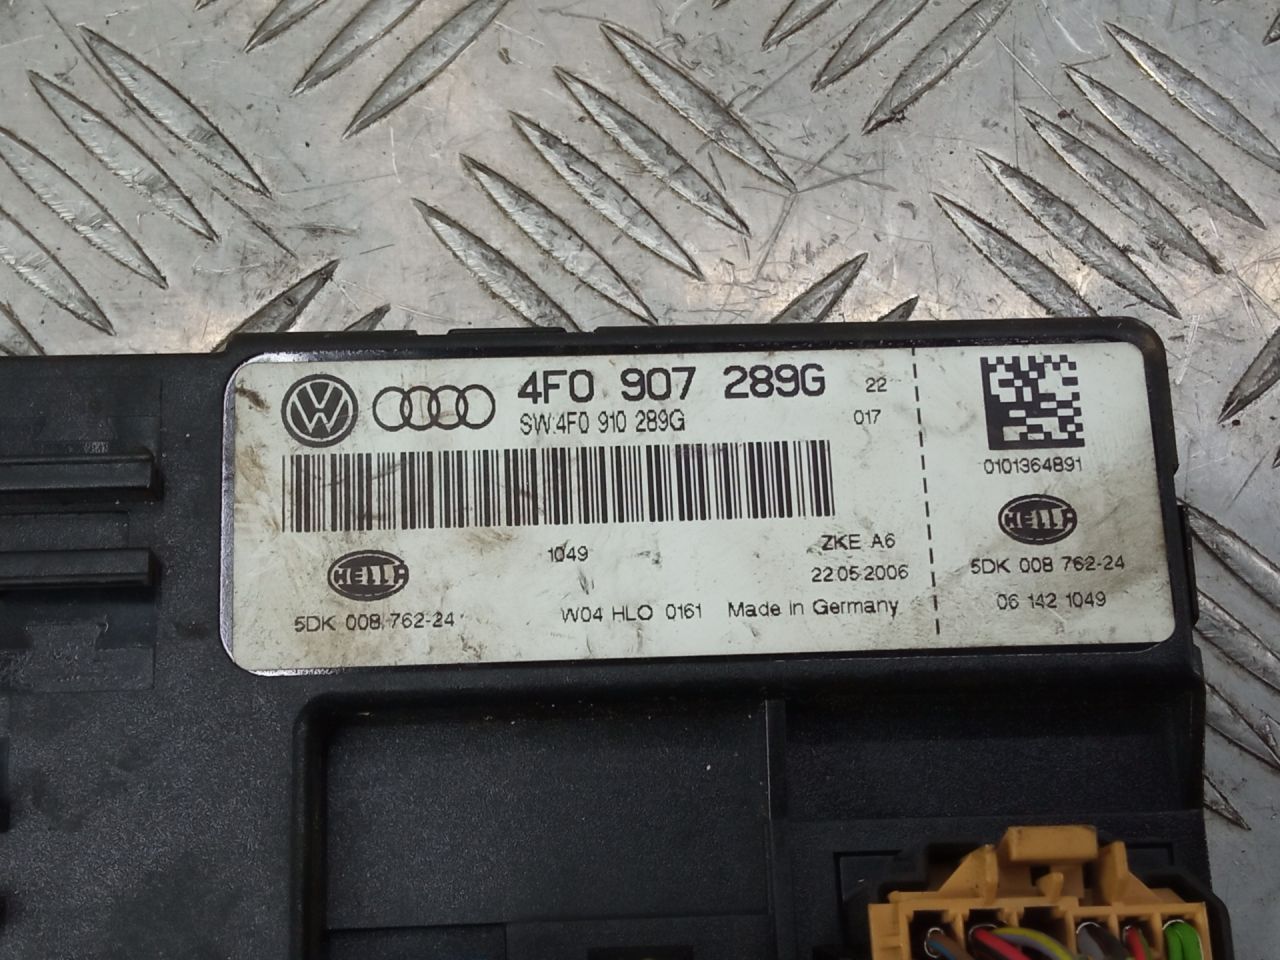 4F0 907 289G 22
SW:4F0 910 289G 017
0101364891
1049
ZKE A6
22.05.2006
HELLA
HELLA
5DK 008 762-24
W04 HLO 0161 Made in Germany
5DK 008 762-24
06 142 1049